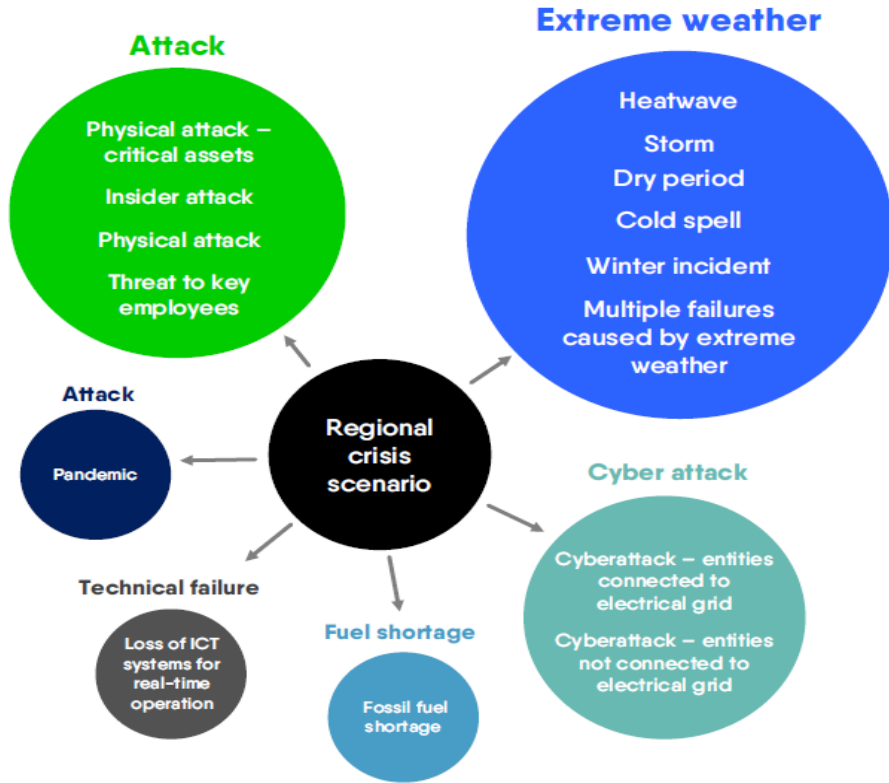 Attack
Physical attack –
critical assets
Insider attack
Physical attack
Threat to key
employees
Extreme weather
Heatwave
Storm
Dry period
Cold spell
Winter incident
Multiple failures
caused by extreme
weather
Regional
crisis
scenario
Attack
Pandemic
Cyber attack
Cyberattack – entities
connected to
electrical grid
Cyberattack – entities
not connected to
electrical grid
Technical failure
Loss of ICT
systems for
real-time
operation
Fuel shortage
Fossil fuel
shortage